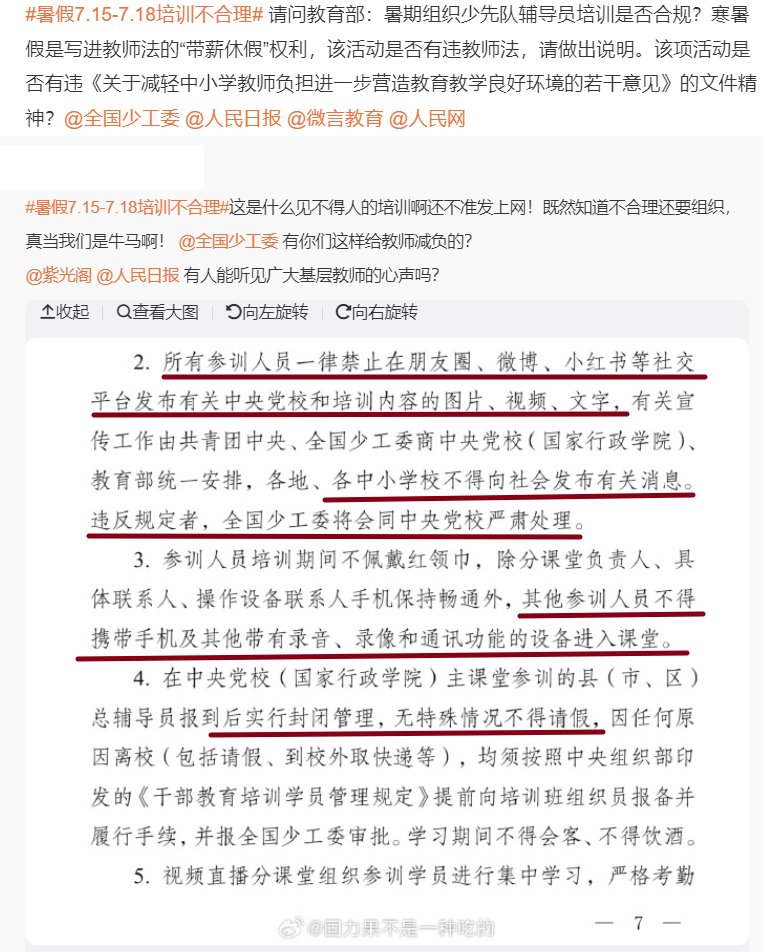 #暑假7.15-7.18培训不合理# 请问教育部：暑期组织少先队辅导员培训是否合规？寒暑
假是写进教师法的“带薪休假”权利，该活动是否有违教师法，请做出说明。该项活动是
否有违《关于减轻中小学教师负担进一步营造教育教学良好环境的若干意见》的文件精
神？@全国少工委 @人民日报 @微言教育 @人民网
#暑假7.15-7.18培训不合理#这是什么见不得人的培训啊还不准发上网！既然知道不合理还要组织，
真当我们是牛马啊！ @全国少工委 有你们这样给教师减负的？
@紫光阁 @人民日报 有人能听见广大基层教师的心声吗？
收起 查看大图 向左旋转 向右旋转
2. 所有参训人员一律禁止在朋友圈、微博、小红书等社交
平台发布有关中央党校和培训内容的图片、视频、文字，有关宣
传工作由共青团中央、全国少工委商中央党校（国家行政学院）、
教育部统一安排，各地、各中小学校不得向社会发布有关消息。
违反规定者，全国少工委将会同中央党校严肃处理。
3. 参训人员培训期间不佩戴红领巾，除分课堂负责人、具
体联系人、操作设备联系人手机保持畅通外，其他参训人员不得
携带手机及其他带有录音、录像和通讯功能的设备进入课堂。
4. 在中央党校（国家行政学院）主课堂参训的县（市、区）
总辅导员报到后实行封闭管理，无特殊情况不得请假，因任何原
因离校（包括请假、到校外取快递等），均须按照中央组织部印
发的《干部教育培训学员管理规定》提前向培训班组织员报备并
履行手续，并报全国少工委审批。学习期间不得会客、不得饮酒。
5. 视频直播分课堂组织参训学员进行集中学习，严格考勤
@固力果不是一种吃的
— 7 —